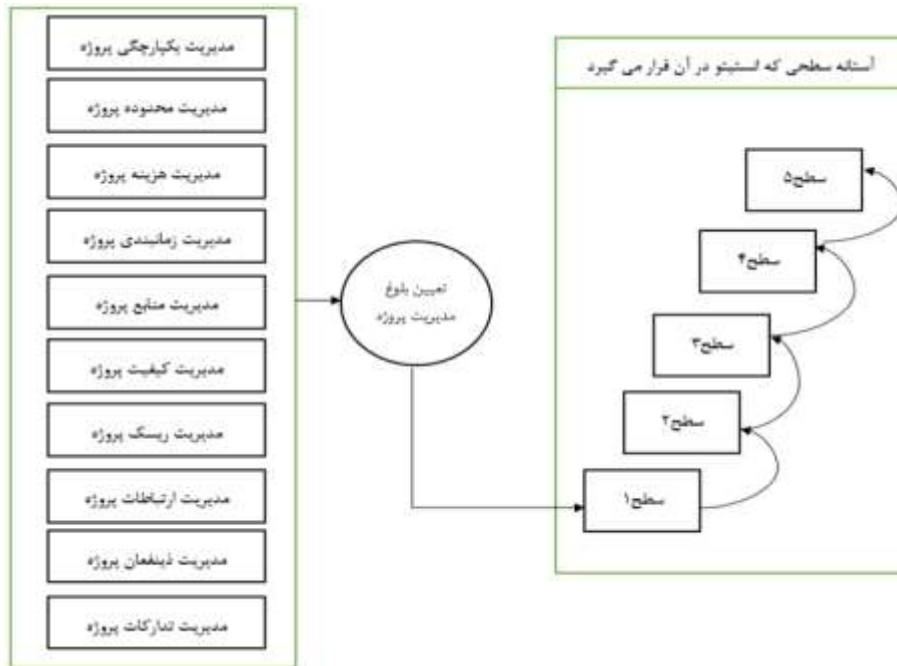 مدیریت یکپارچگی پروژه
مدیریت محدوده پروژه
مدیریت هزینه پروژه
مدیریت زمانبندی پروژه
مدیریت منابع پروژه
مدیریت کیفیت پروژه
مدیریت ریسک پروژه
مدیریت ارتباطات پروژه
مدیریت ذینفعان پروژه
مدیریت تدارکات پروژه
تعیین بلوغ
مدیریت پروژه
آستانه سطحی که انستیتو در آن قرار می گیرد
سطح۵
سطح۴
سطح۳
سطح۲
سطح۱